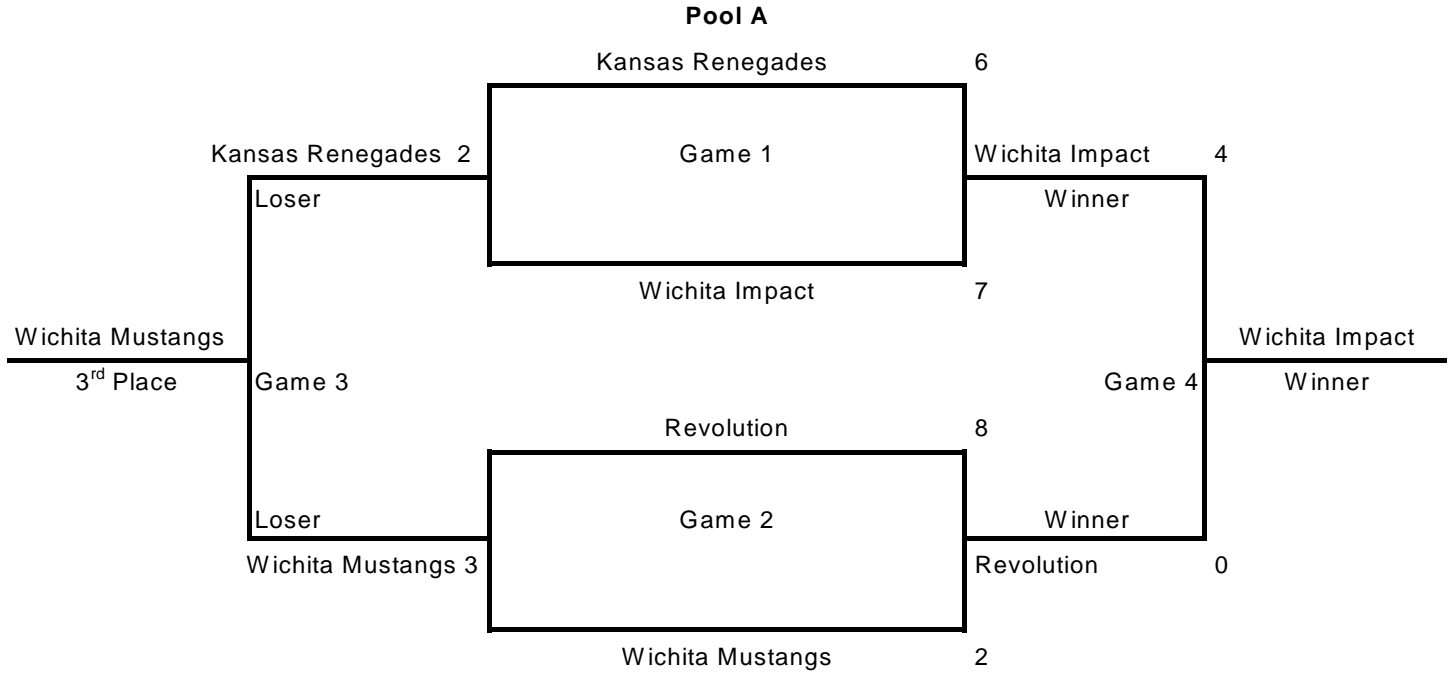 Pool A
Kansas Renegades 6
Kansas Renegades 2 Game 1 Wichita Impact 4
Loser Winner
Wichita Impact 7
Wichita Mustangs Wichita Impact
3rd Place Game 3 Game 4 Winner
Revolution 8
Loser Game 2 Winner
Wichita Mustangs 3 Revolution 0
Wichita Mustangs 2